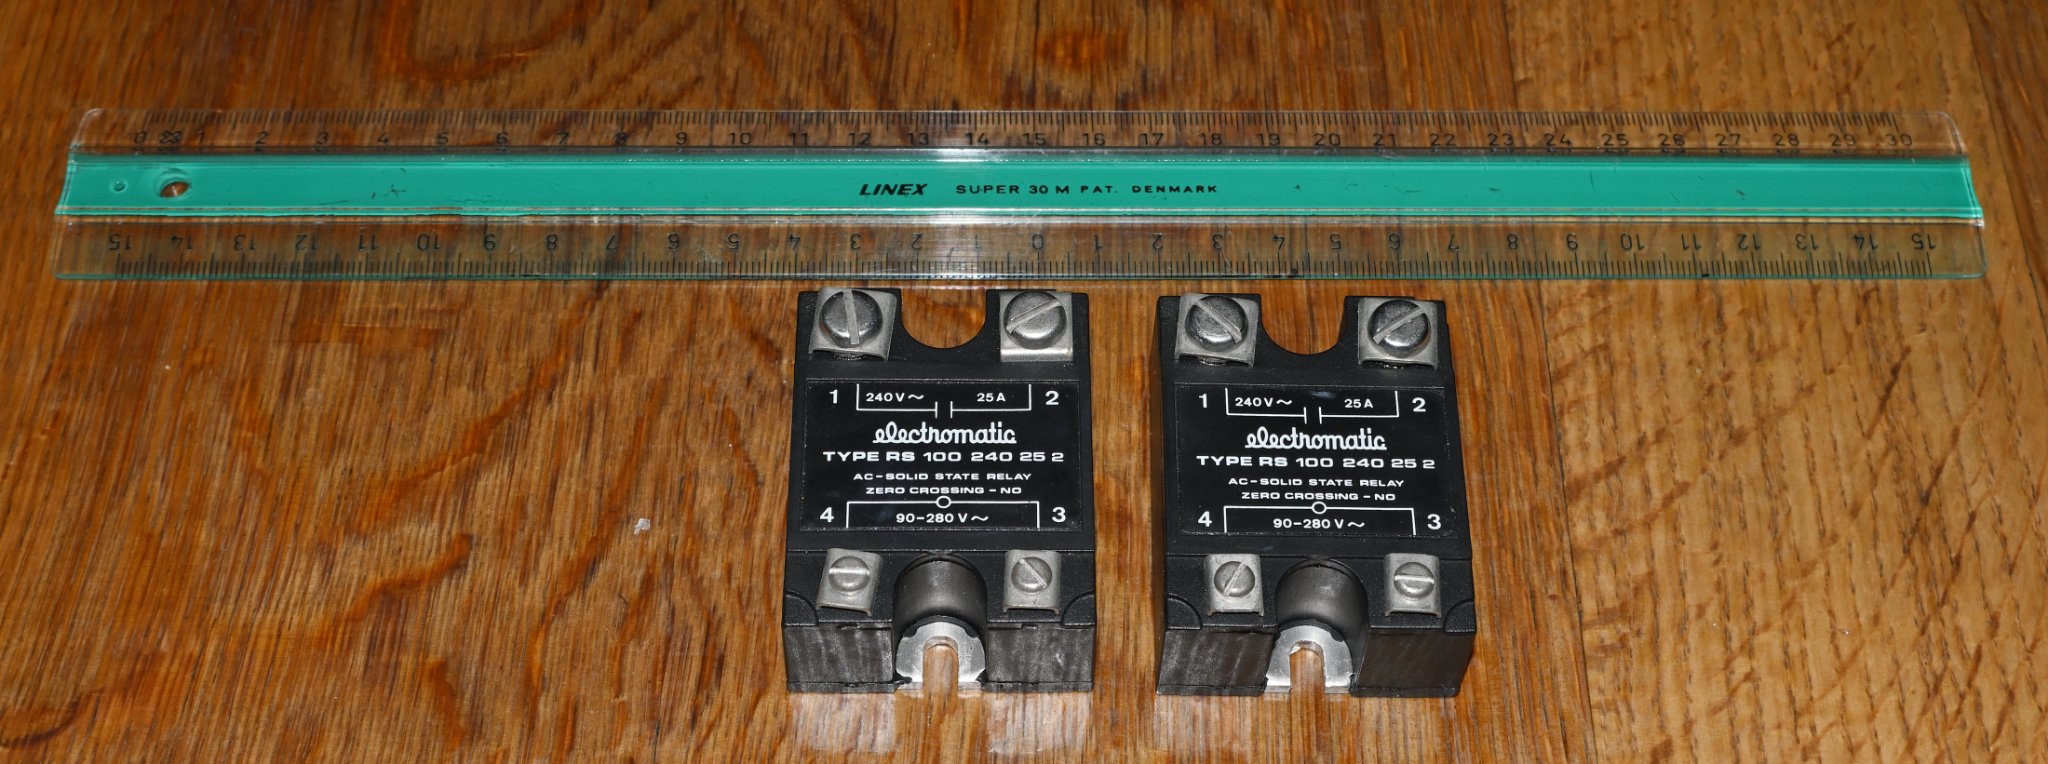 0 1 2 3 4 5 6 7 8 9 10 11 12 13 14 15 16 17 18 19 20 21 22 23 24 25 26 27 28 29 30
LINEX SUPER 30 M PAT. DENMARK
15 14 13 12 11 10 9 8 7 6 5 4 3 2 1 0 1 2 3 4 5 6 7 8 9 10 11 12 13 14 15
1 240V~ 25A 2
electromatic
TYPE RS 100 240 25 2
AC-SOLID STATE RELAY
ZERO CROSSING - NO
4 90-280 V~ 3
1 240V~ 25A 2
electromatic
TYPE RS 100 240 25 2
AC-SOLID STATE RELAY
ZERO CROSSING - NO
4 90-280 V~ 3